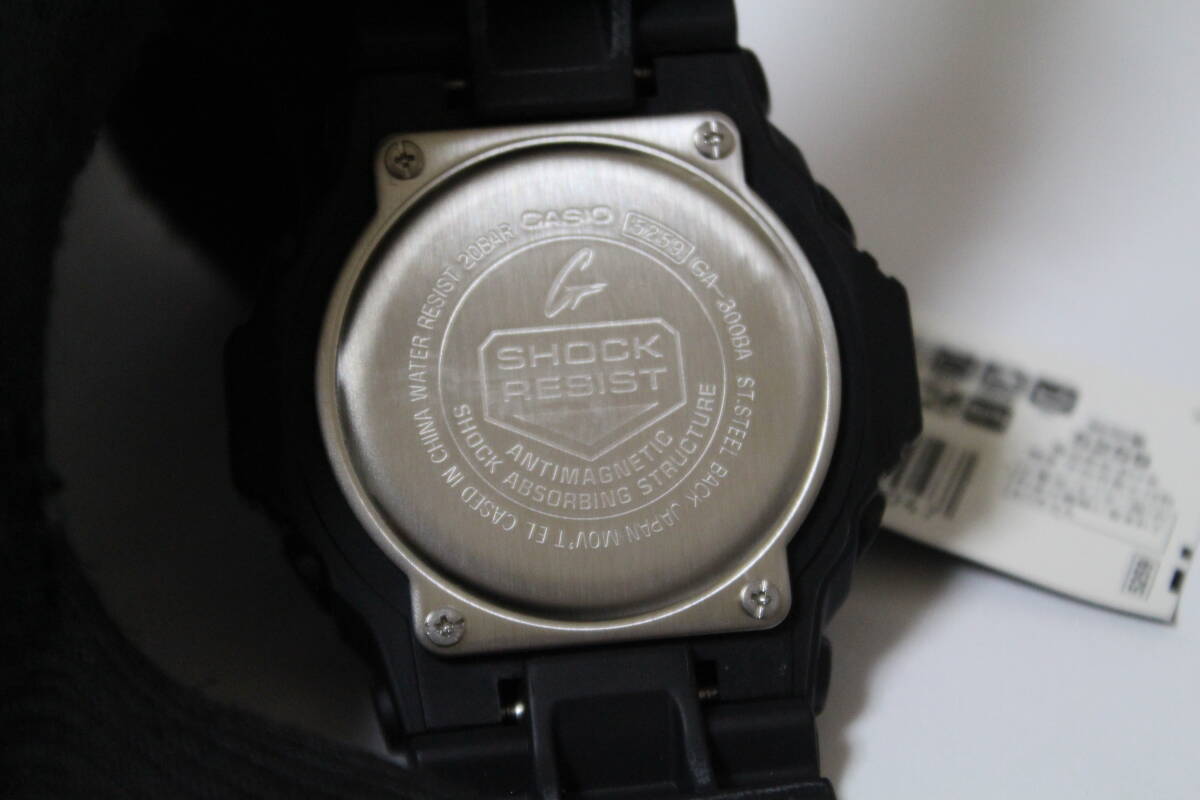 CASIO 5259 GA-300BA ST.STEEL BACK JAPAN MOV'T EL CASED IN CHINA WATER RESIST 20BAR
G
SHOCK
RESIST
ANTIMAGNETIC
SHOCK ABSORBING STRUCTURE